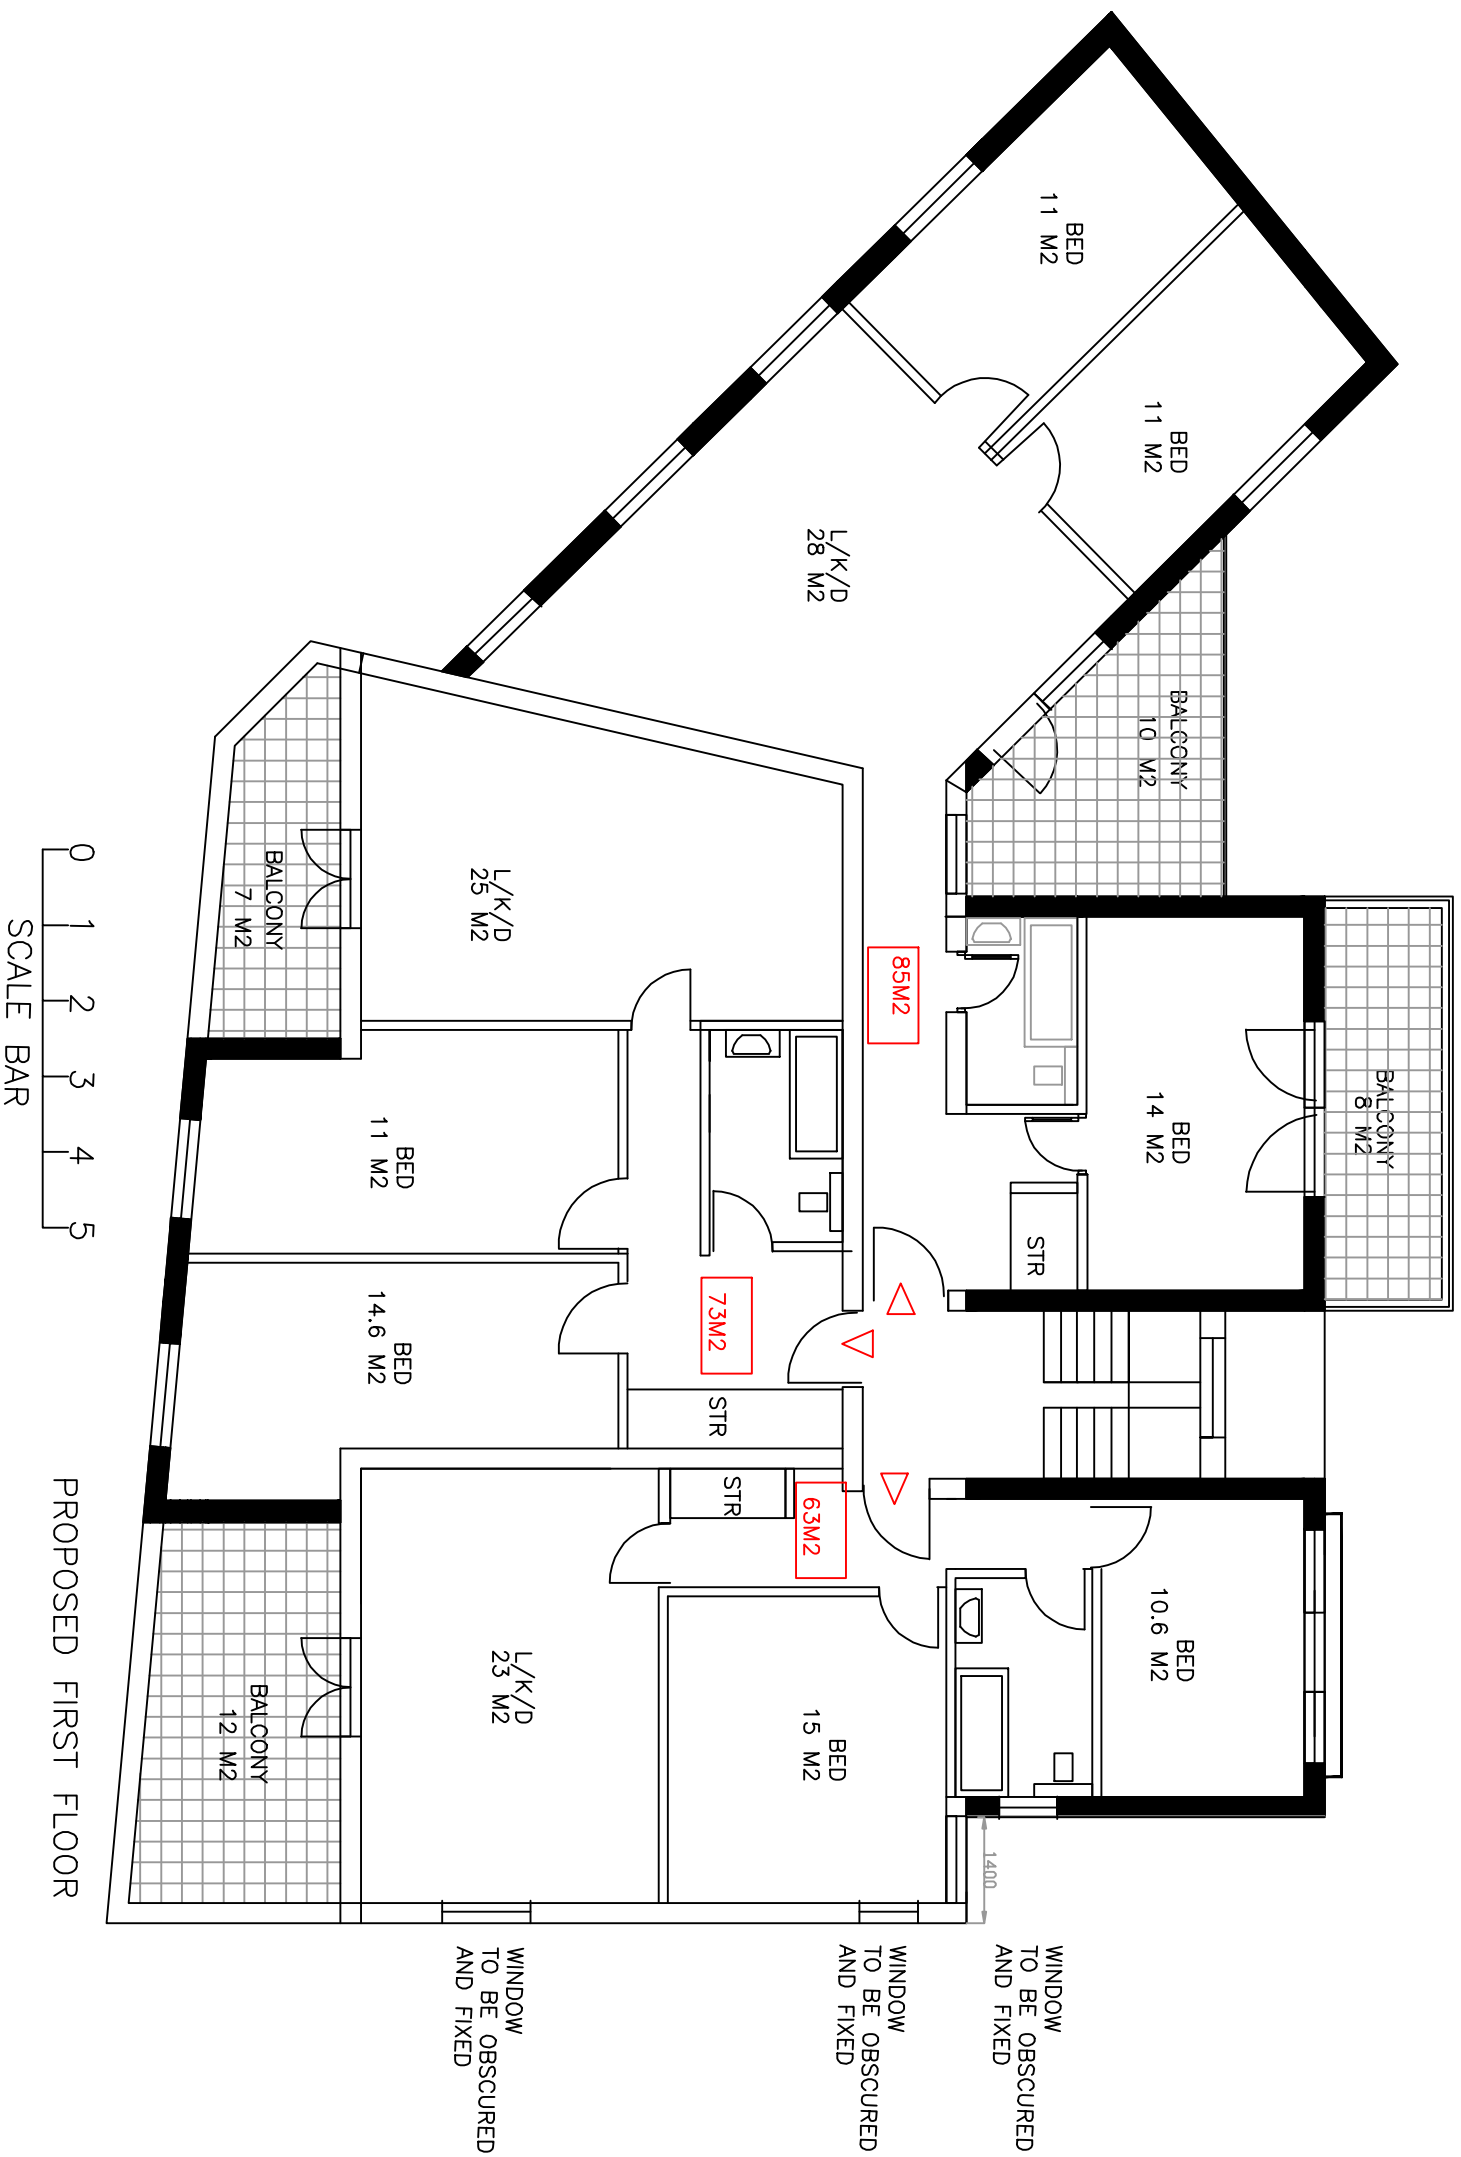 BED
11 M2
BED
11 M2
L/K/D
28 M2
BALCONY
10 M2
BALCONY
8 M2
BED
14 M2
STR
85M2
L/K/D
25 M2
BALCONY
7 M2
BED
11 M2
BED
14.6 M2
73M2
STR
STR
63M2
BED
10.6 M2
BED
15 M2
L/K/D
23 M2
BALCONY
12 M2
1400
WINDOW
TO BE OBSCURED
AND FIXED
WINDOW
TO BE OBSCURED
AND FIXED
WINDOW
TO BE OBSCURED
AND FIXED
0 1 2 3 4 5
SCALE BAR
PROPOSED FIRST FLOOR